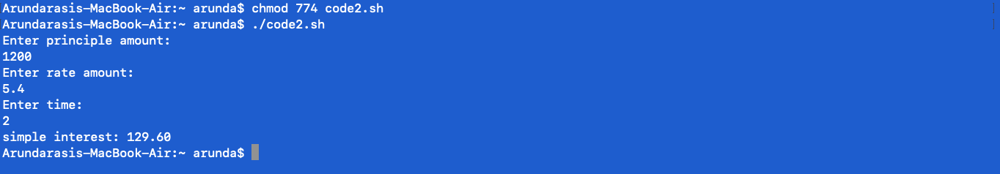 Arundarasis-MacBook-Air:~ arunda$ chmod 774 code2.sh
Arundarasis-MacBook-Air:~ arunda$ ./code2.sh
Enter principle amount:
1200
Enter rate amount:
5.4
Enter time:
2
simple interest: 129.60
Arundarasis-MacBook-Air:~ arunda$